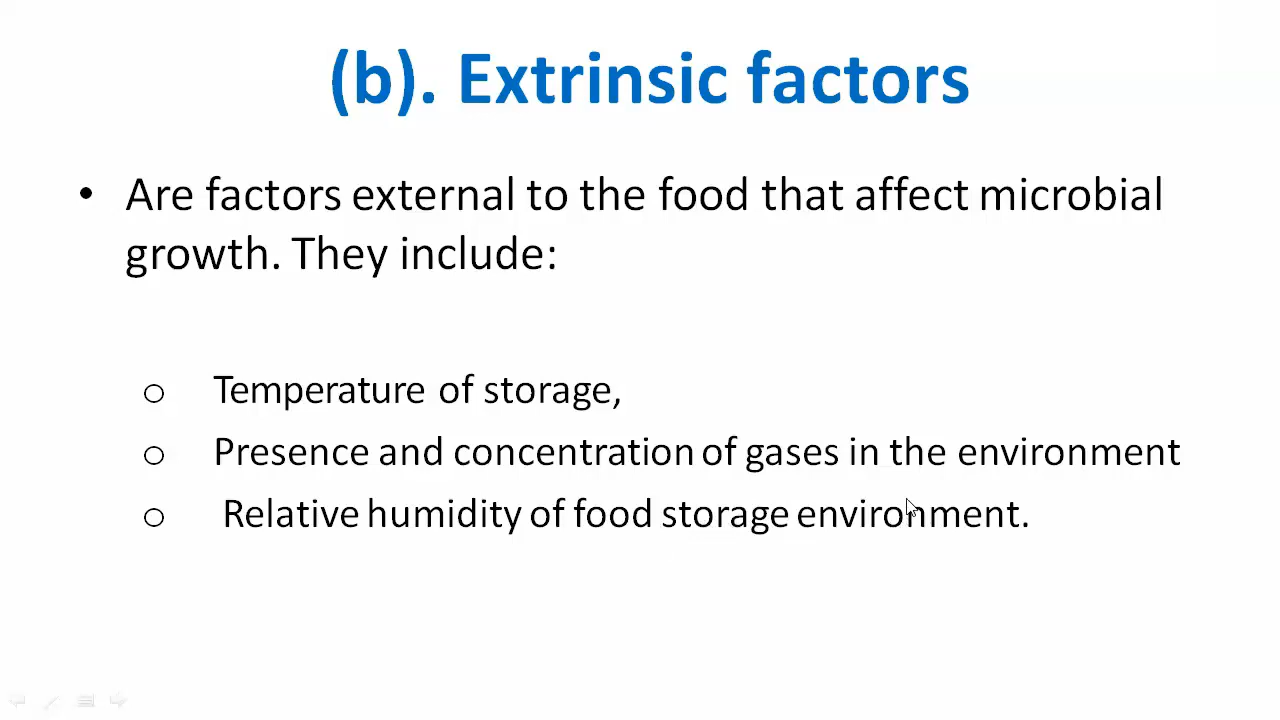 (b). Extrinsic factors
• Are factors external to the food that affect microbial
growth. They include:
o Temperature of storage,
o Presence and concentration of gases in the environment
o Relative humidity of food storage environment.